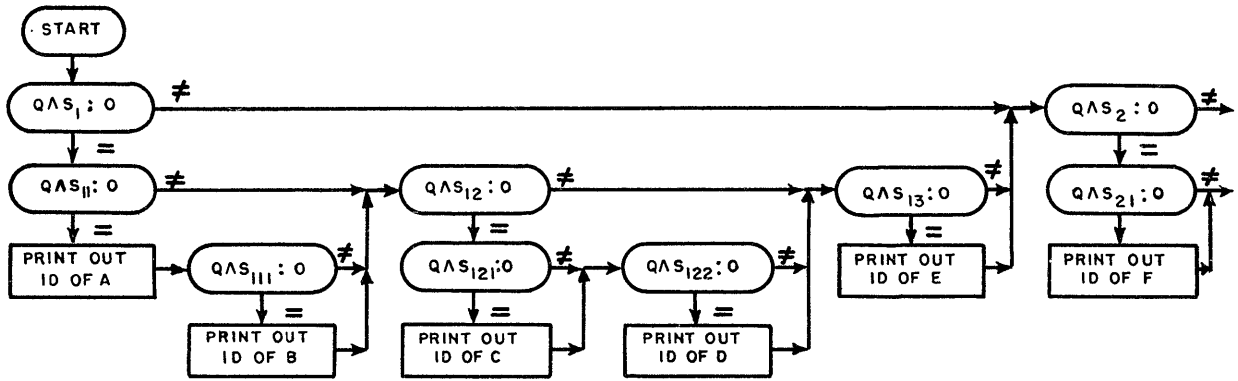 START
Q∧S₁ : 0
≠
=
Q∧S₁₁ : 0
≠
=
PRINT OUT
ID OF A
Q∧S₁₁₁ : 0
≠
=
PRINT OUT
ID OF B
Q∧S₁₂ : 0
≠
=
Q∧S₁₂₁ : 0
≠
=
PRINT OUT
ID OF C
Q∧S₁₂₂ : 0
≠
=
PRINT OUT
ID OF D
Q∧S₁₃ : 0
≠
=
PRINT OUT
ID OF E
Q∧S₂ : 0
≠
=
Q∧S₂₁ : 0
≠
PRINT OUT
ID OF F